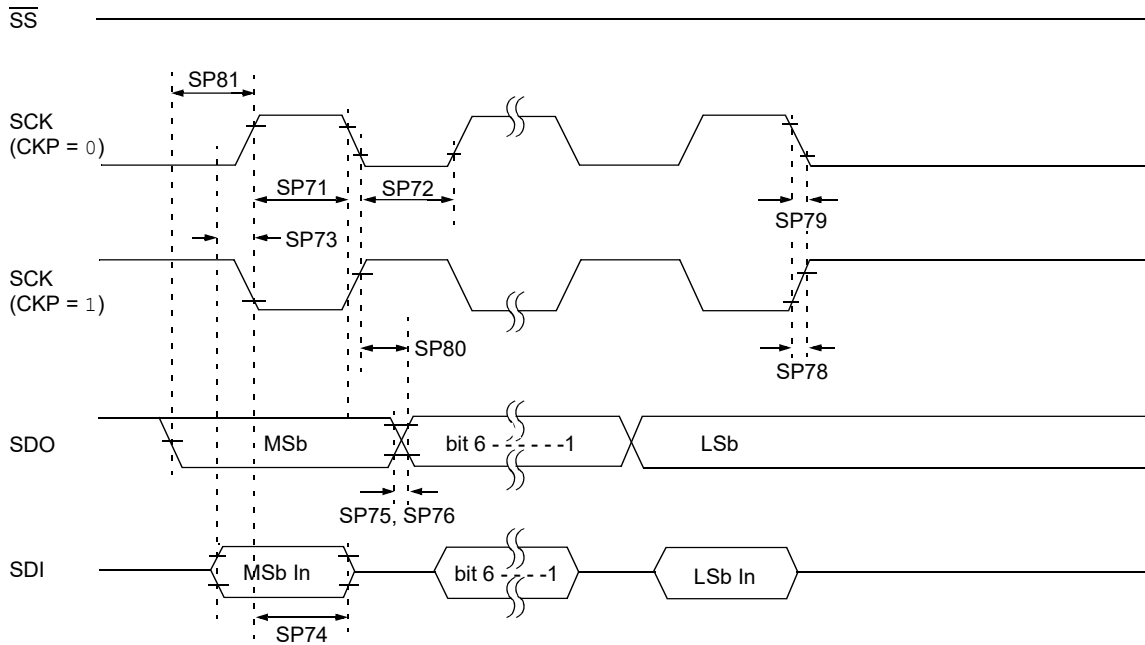 SS
SP81
SCK
(CKP = 0)
SP71
SP72
SP79
SP73
SCK
(CKP = 1)
SP80
SP78
SDO
MSb
bit 6 - - - - - - -1
LSb
SP75, SP76
SDI
MSb In
bit 6 - - - - -1
LSb In
SP74